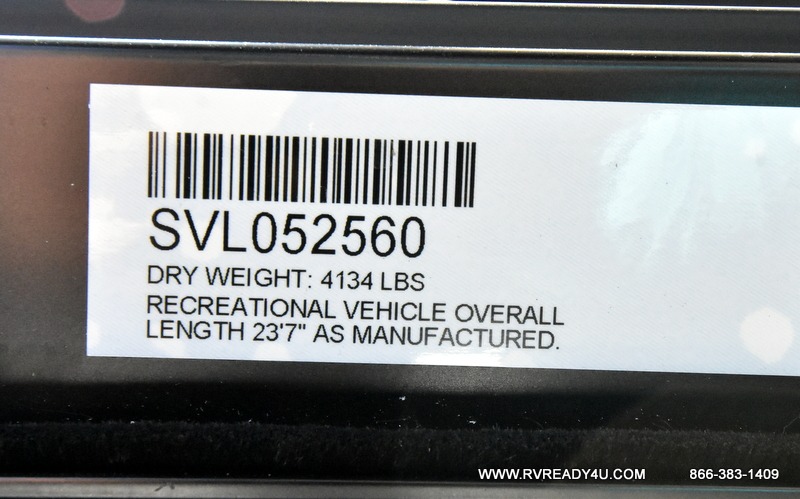 SVL052560
DRY WEIGHT: 4134 LBS
RECREATIONAL VEHICLE OVERALL
LENGTH 23'7" AS MANUFACTURED.
WWW.RVREADY4U.COM 866-383-1409